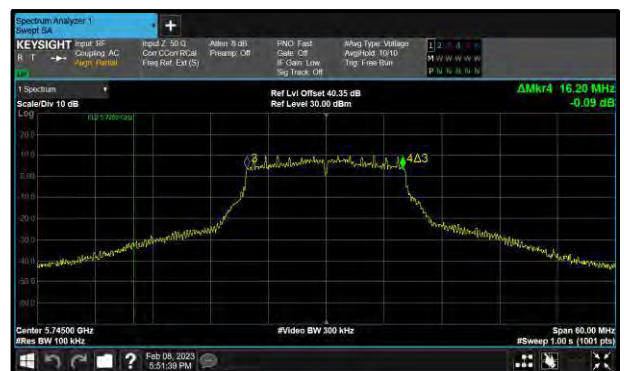 Spectrum Analyzer 1
Swept SA
+
KEYSIGHT Input: RF
R T Coupling: AC
Align: Partial
Input Z: 50 Ω
Corr CCorr RCal
Freq Ref: Ext (S)
Atten: 8 dB
Preamp: Off
PNO: Fast
Gate: Off
IF Gain: Low
Sig Track: Off
#Avg Type: Voltage
Avg|Hold: 10/10
Trig: Free Run
1 2 3 4 5 6
M W W W W W
P N N N N N
1 Spectrum
Scale/Div 10 dB
Ref Lvl Offset 40.35 dB
Ref Level 30.00 dBm
ΔMkr4 16.20 MHz
-0.09 dB
Log
20.0
10.0
0.00
-10.0
-20.0
-30.0
-40.0
-50.0
-60.0
3
4Δ3
Center 5.74500 GHz
#Res BW 100 kHz
#Video BW 300 kHz
Span 60.00 MHz
#Sweep 1.00 s (1001 pts)
?
Feb 08, 2023
5:51:39 PM